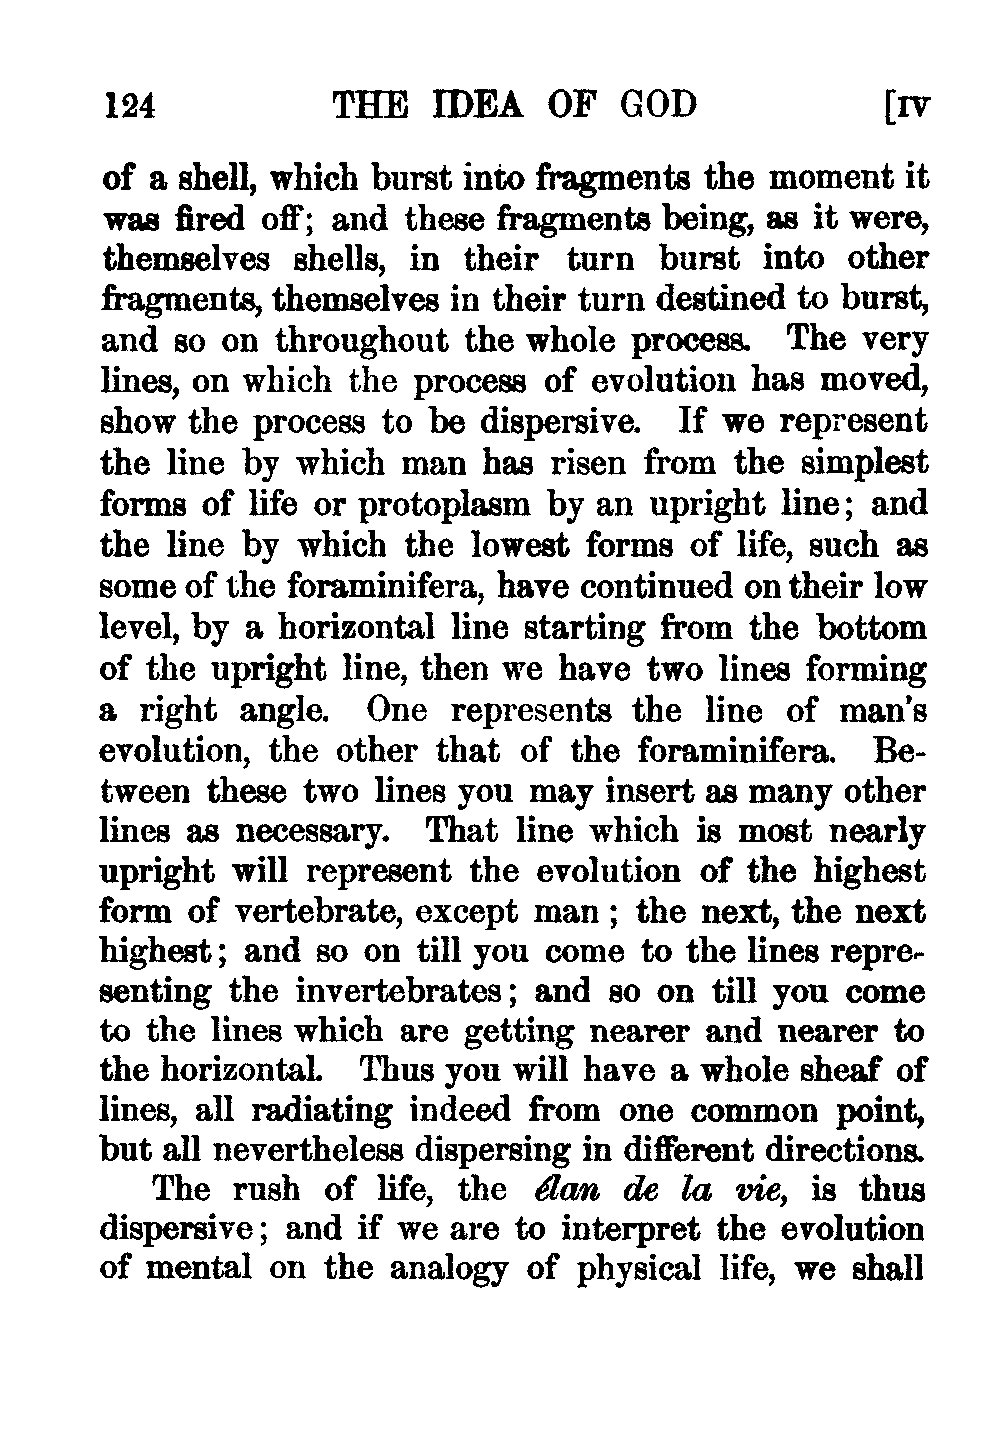 124 THE IDEA OF GOD [IV
of a shell, which burst into fragments the moment it
was fired off; and these fragments being, as it were,
themselves shells, in their turn burst into other
fragments, themselves in their turn destined to burst,
and so on throughout the whole process. The very
lines, on which the process of evolution has moved,
show the process to be dispersive. If we represent
the line by which man has risen from the simplest
forms of life or protoplasm by an upright line; and
the line by which the lowest forms of life, such as
some of the foraminifera, have continued on their low
level, by a horizontal line starting from the bottom
of the upright line, then we have two lines forming
a right angle. One represents the line of man's
evolution, the other that of the foraminifera. Be-
tween these two lines you may insert as many other
lines as necessary. That line which is most nearly
upright will represent the evolution of the highest
form of vertebrate, except man; the next, the next
highest; and so on till you come to the lines repre-
senting the invertebrates; and so on till you come
to the lines which are getting nearer and nearer to
the horizontal. Thus you will have a whole sheaf of
lines, all radiating indeed from one common point,
but all nevertheless dispersing in different directions.
The rush of life, the élan de la vie, is thus
dispersive; and if we are to interpret the evolution
of mental on the analogy of physical life, we shall